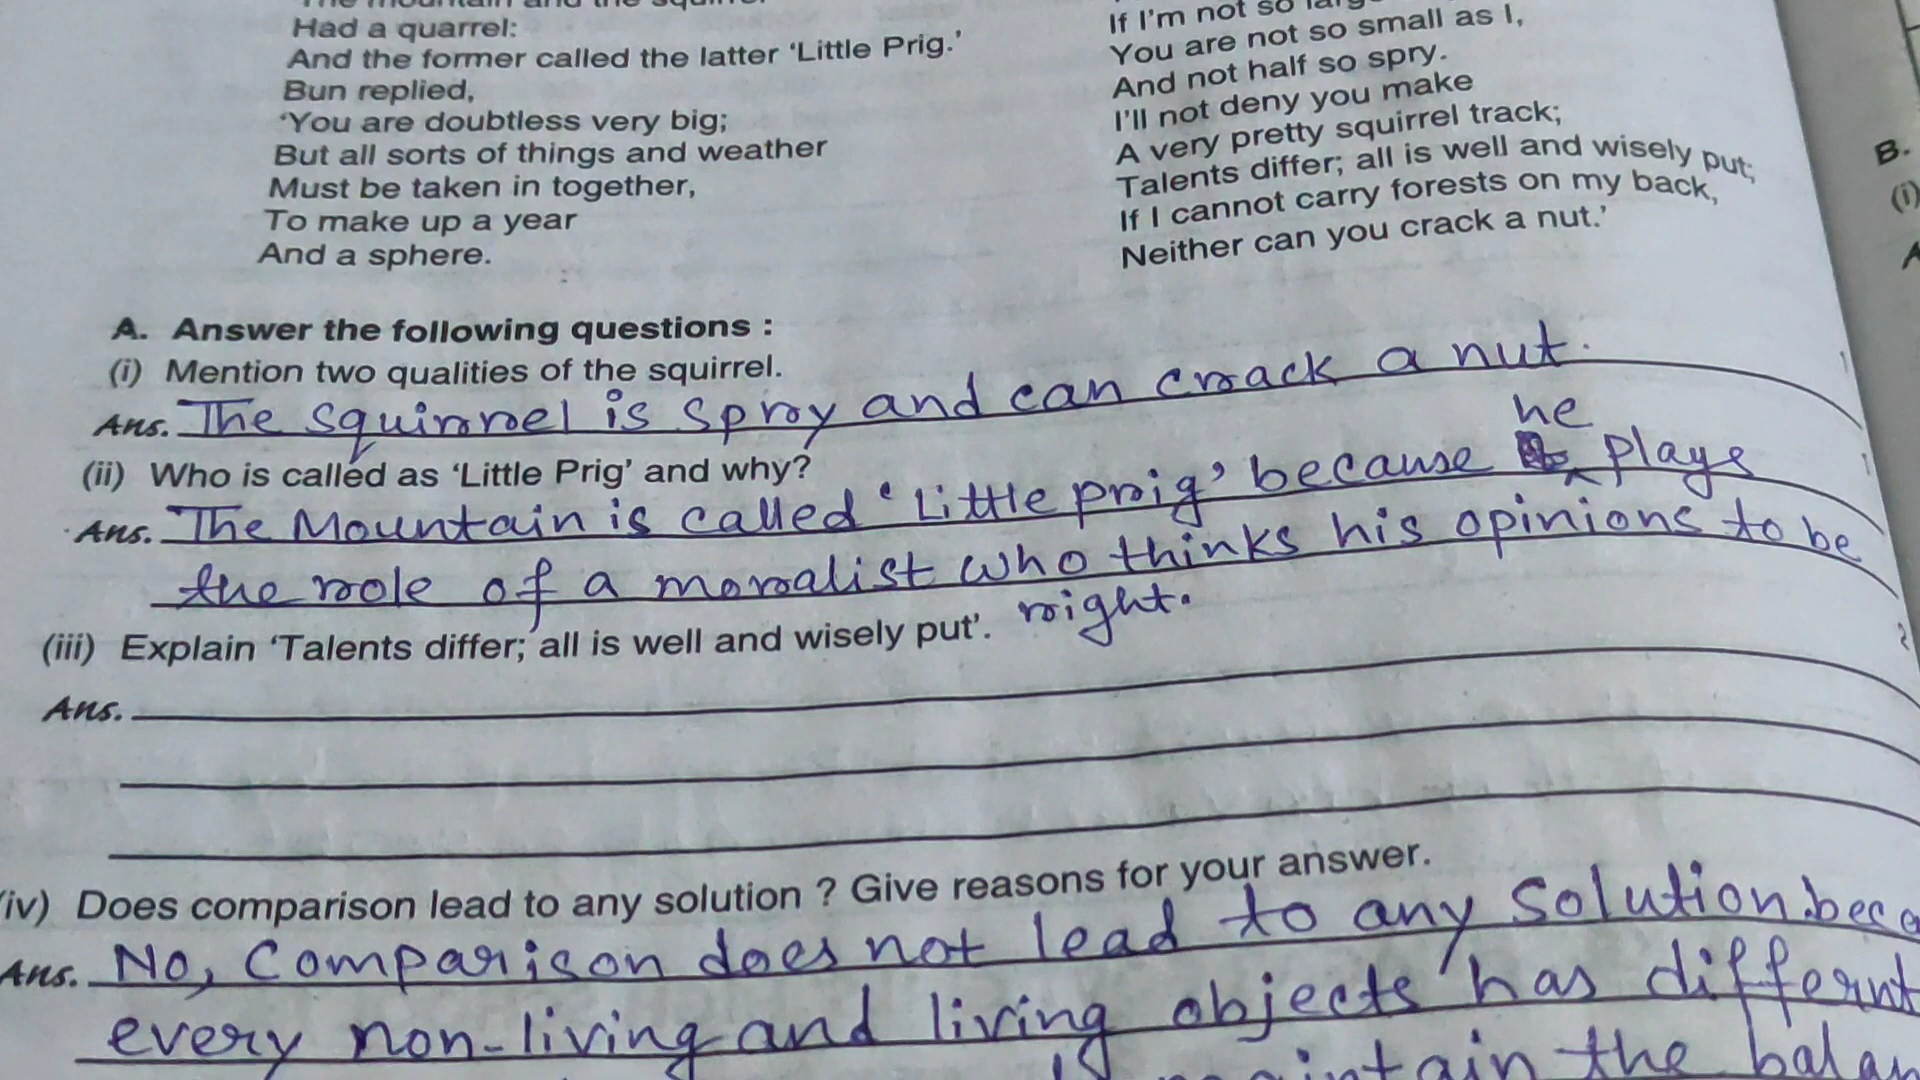 The mountain and the squirrel
Had a quarrel:
And the former called the latter 'Little Prig.'
Bun replied,
'You are doubtless very big;
But all sorts of things and weather
Must be taken in together,
To make up a year
And a sphere.
If I'm not so
You are not so small as I,
And not half so spry.
I'll not deny you make
A very pretty squirrel track;
Talents differ; all is well and wisely put;
If I cannot carry forests on my back,
Neither can you crack a nut.'
A. Answer the following questions :
(i) Mention two qualities of the squirrel.
Ans. The squirrel is spry and can crack a nut.
(ii) Who is called as 'Little Prig' and why?
Ans. The Mountain is called 'Little prig' because he plays
the role of a moralist who thinks his opinions to be
right.
(iii) Explain 'Talents differ; all is well and wisely put'.
Ans.
(iv) Does comparison lead to any solution ? Give reasons for your answer.
Ans. No, Comparison does not lead to any solution
every non-living and living objects has differnt
the
B.
(i)